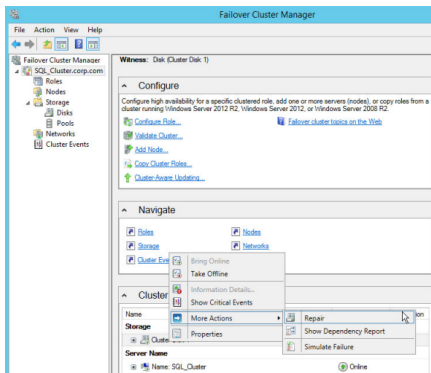 Failover Cluster Manager
File Action View Help
Failover Cluster Manager
SQL_Cluster.corp.com
Roles
Nodes
Storage
Disks
Pools
Networks
Cluster Events
Witness: Disk (Cluster Disk 1)
Configure
Configure high availability for a specific clustered role, add one or more servers (nodes), or copy roles from a
cluster running Windows Server 2012 R2, Windows Server 2012, or Windows Server 2008 R2.
Configure Role...
Failover cluster topics on the Web
Validate Cluster...
Add Node...
Copy Cluster Roles...
Cluster-Aware Updating...
Navigate
Roles
Nodes
Storage
Networks
Cluster Eve
Bring Online
Take Offline
Information Details...
Show Critical Events
More Actions
Properties
Repair
Show Dependency Report
Simulate Failure
Cluster
Name
Storage
Server Name
Name: SQL_Cluster
Online